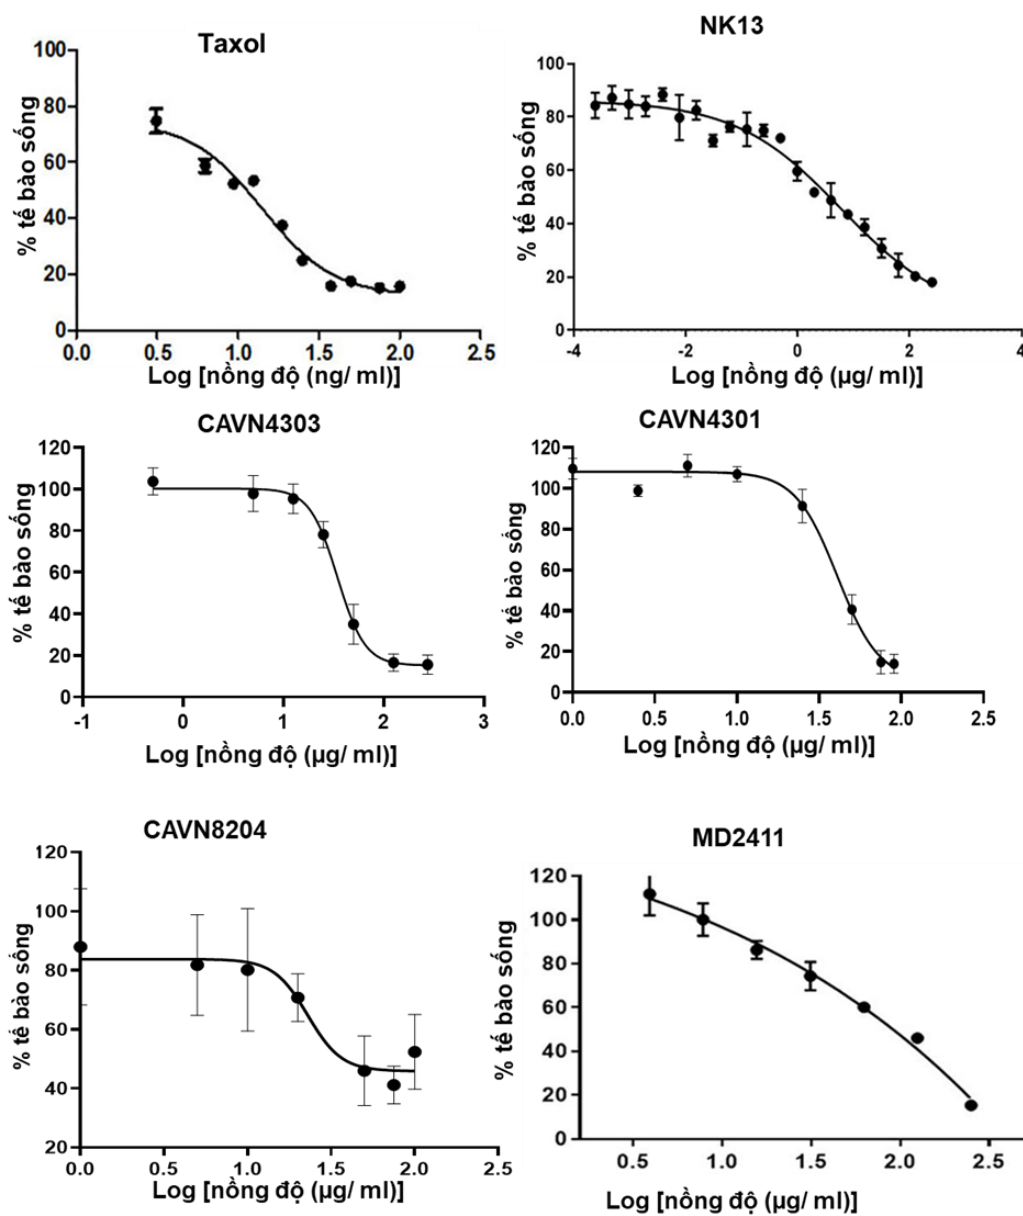 Taxol
% tế bào sống
100
80
60
40
20
0
0.0 0.5 1.0 1.5 2.0 2.5
Log [nồng độ (ng/ ml)]
NK13
% tế bào sống
100
80
60
40
20
0
-4 -2 0 2 4
Log [nồng độ (µg/ ml)]
CAVN4303
% tế bào sống
120
100
80
60
40
20
0
-1 0 1 2 3
Log [nồng độ (µg/ ml)]
CAVN4301
% tế bào sống
120
100
80
60
40
20
0
0.0 0.5 1.0 1.5 2.0 2.5
Log [nồng độ (µg/ ml)]
CAVN8204
% tế bào sống
120
100
80
60
40
20
0.0 0.5 1.0 1.5 2.0 2.5
Log [nồng độ (µg/ ml)]
MD2411
% tế bào sống
120
100
80
60
40
20
0
0.5 1.0 1.5 2.0 2.5
Log [nồng độ (µg/ ml)]